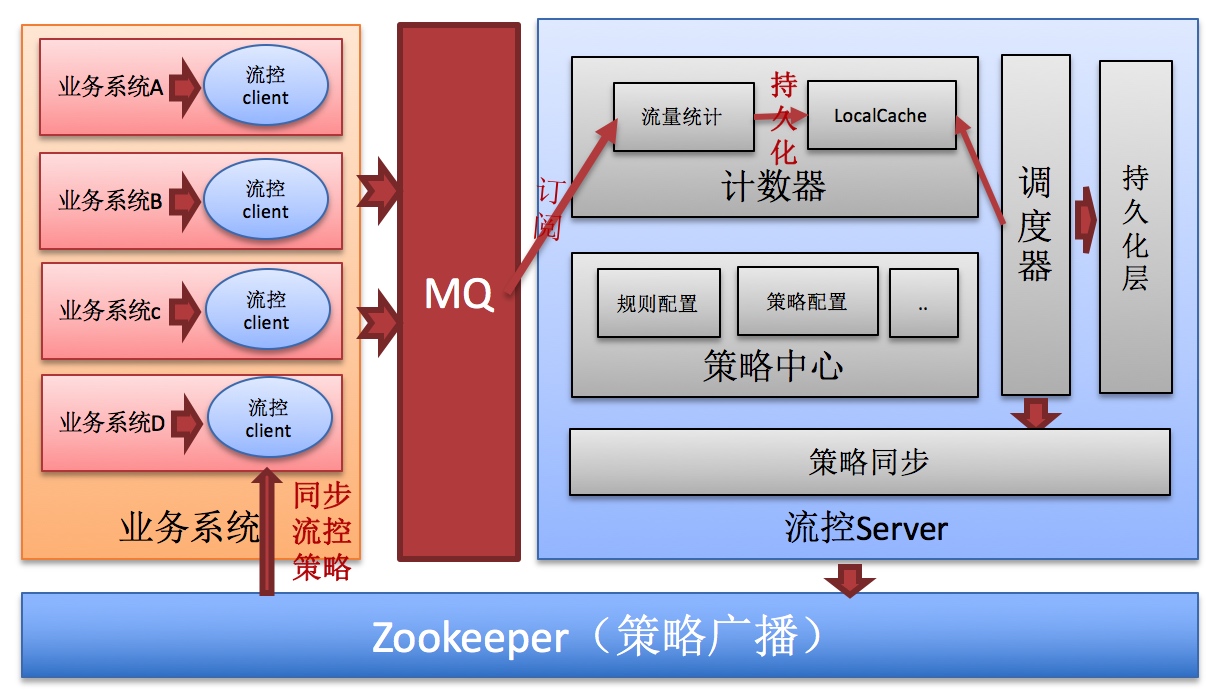 业务系统A
流控
client
业务系统B
流控
client
业务系统c
流控
client
业务系统D
流控
client
业务系统
同步
流控
策略
MQ
订
阅
流量统计
持
久
化
LocalCache
计数器
规则配置
策略配置
..
策略中心
调
度
器
持
久
化
层
策略同步
流控Server
Zookeeper（策略广播）